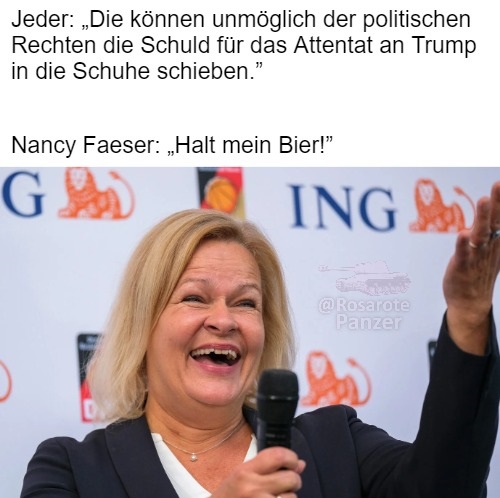 Jeder: „Die können unmöglich der politischen
Rechten die Schuld für das Attentat an Trump
in die Schuhe schieben.”
Nancy Faeser: „Halt mein Bier!”
G
ING
@Rosarote
Panzer
D